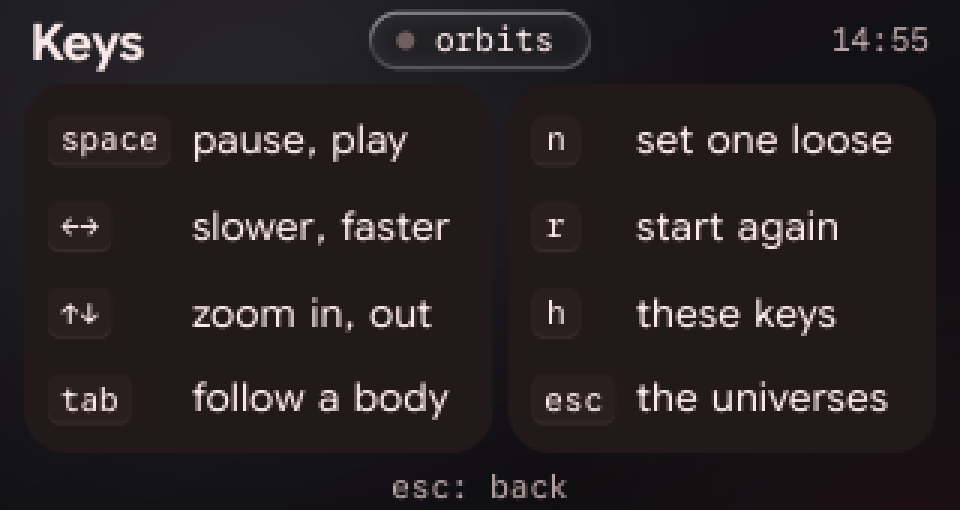 Keys
orbits
14:55
space pause, play
←→ slower, faster
↑↓ zoom in, out
tab follow a body
n set one loose
r start again
h these keys
esc the universes
esc: back